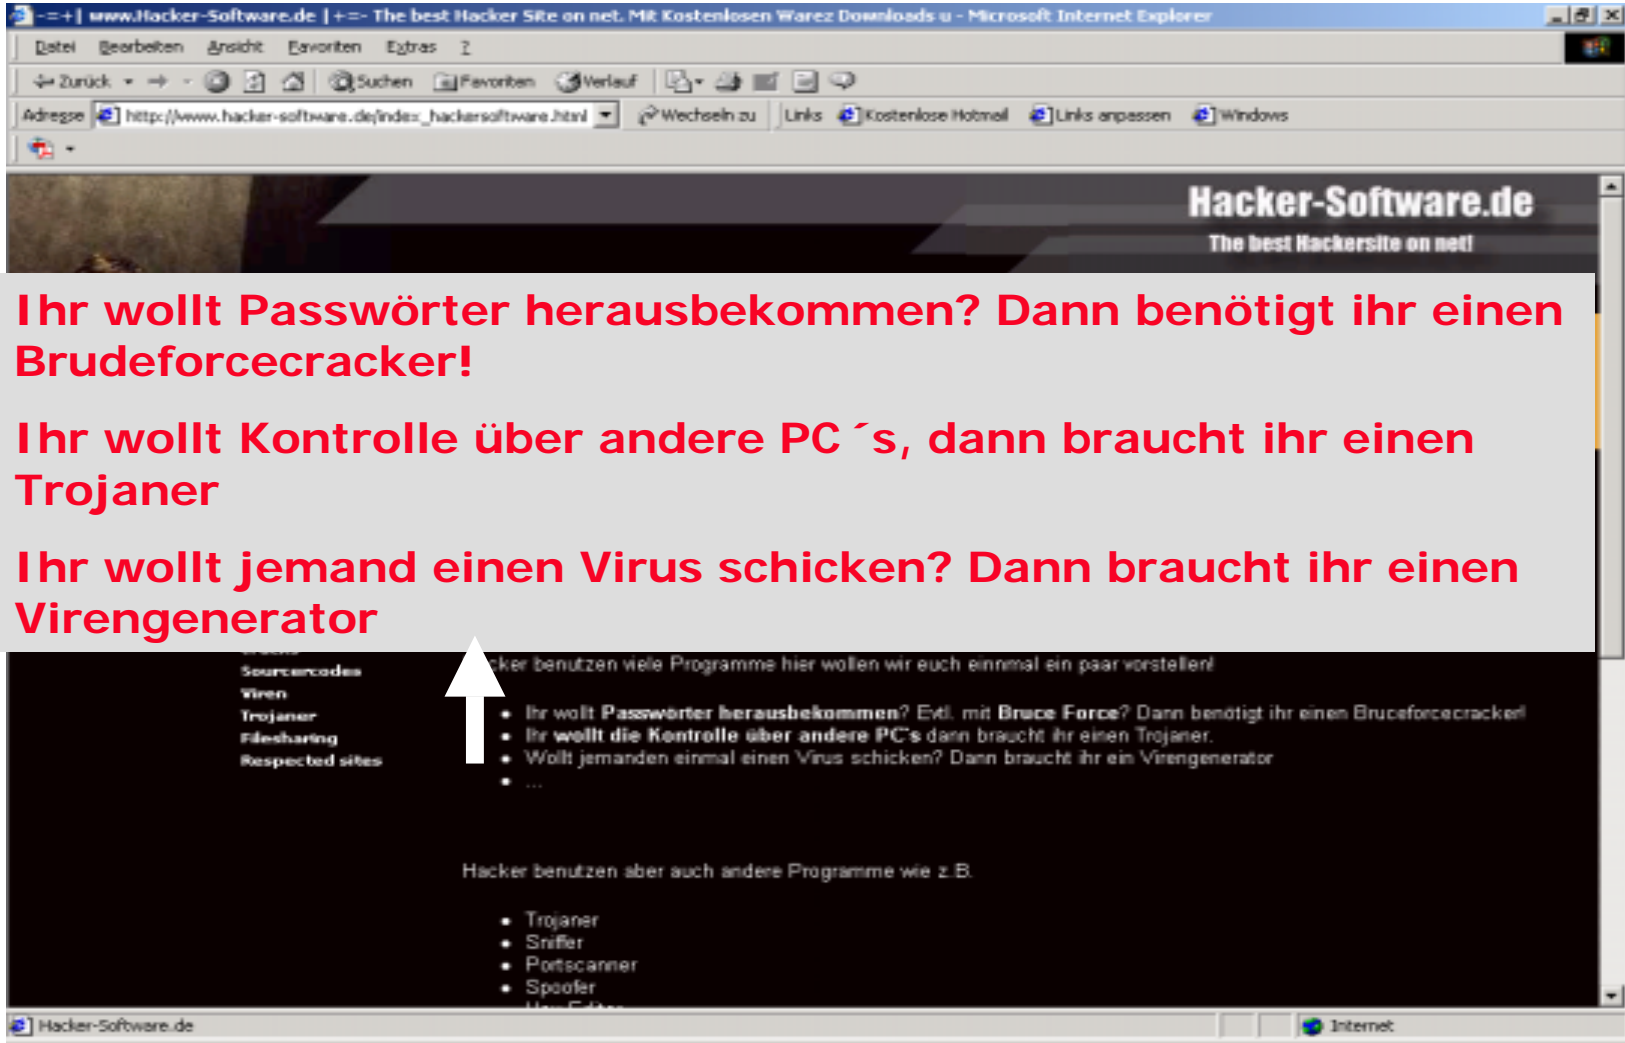 -=+| www.Hacker-Software.de |+=- The best Hacker Site on net. Mit Kostenlosen Warez Downloads u - Microsoft Internet Explorer
Datei Bearbeiten Ansicht Favoriten Extras ?
Zurück Suchen Favoriten Verlauf
Adresse http://www.hacker-software.de/index_hackersoftware.html Wechseln zu Links Kostenlose Hotmail Links anpassen Windows
Hacker-Software.de
The best Hackersite on net!
Ihr wollt Passwörter herausbekommen? Dann benötigt ihr einen
Brudeforcecracker!
Ihr wollt Kontrolle über andere PC´s, dann braucht ihr einen
Trojaner
Ihr wollt jemand einen Virus schicken? Dann braucht ihr einen
Virengenerator
Sourcercodes
Viren
Trojaner
Filesharing
Respected sites
cker benutzen viele Programme hier wollen wir euch einnmal ein paar vorstellen!
• Ihr wollt Passwörter herausbekommen? Evtl. mit Bruce Force? Dann benötigt ihr einen Bruceforcecracker!
• Ihr wollt die Kontrolle über andere PC's dann braucht ihr einen Trojaner.
• Wollt jemanden einmal einen Virus schicken? Dann braucht ihr ein Virengenerator
• ...
Hacker benutzen aber auch andere Programme wie z.B.
• Trojaner
• Sniffer
• Portscanner
• Spoofer
Hacker-Software.de Internet